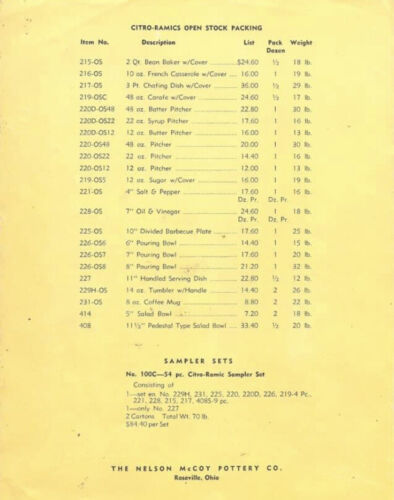 CITRO-RAMICS OPEN STOCK PACKING
Item No. Description List Pack Dozen Weight
215-OS 2 Qt. Bean Baker w/Cover $24.60 ½ 18 lb.
216-OS 10 oz. French Casserole w/Cover 16.00 1 19 lb.
217-OS 3 Pt. Chafing Dish w/Cover 36.00 ½ 29 lb.
219-OSC 48 oz. Carafe w/Cover 24.60 ½ 17 lb.
220D-OS48 48 oz. Batter Pitcher 22.80 1 30 lb.
220D-OS22 22 oz. Syrup Pitcher 17.60 1 16 lb.
220D-OS12 12 oz. Butter Pitcher 16.00 1 13 lb.
220-OS48 48 oz. Pitcher 20.00 1 30 lb.
220-OS22 22 oz. Pitcher 14.40 1 16 lb.
220-OS12 12 oz. Pitcher 12.00 1 13 lb.
219-OSS 12 oz. Sugar w/Cover 16.00 1 19 lb.
221-OS 4" Salt & Pepper 17.60 1 16 lb.
Dz. Pr. Dz. Pr.
228-OS 7" Oil & Vinegar 24.60 ½ 18 lb.
Dz. Pr. Dz. Pr.
225-OS 10" Divided Barbecue Plate 17.60 1 25 lb.
226-OS6 6" Pouring Bowl 14.40 1 15 lb.
226-OS7 7" Pouring Bowl 17.60 1 20 lb.
226-OS8 8" Pouring Bowl 21.20 1 32 lb.
227 11" Handled Serving Dish 22.80 ½ 12 lb.
229H-OS 14 oz. Tumbler w/Handle 14.40 2 26 lb.
231-OS 8 oz. Coffee Mug 8.80 2 22 lb.
414 5" Salad Bowl 7.20 2 18 lb.
408 11½" Pedestal Type Salad Bowl 33.40 ½ 20 lb.
SAMPLER SETS
No. 100C—54 pc. Citro-Ramic Sampler Set
Consisting of
1—set en. No. 229H, 231, 225, 220, 220D, 226, 219-4 Pc.,
221, 228, 215, 217, 408S-9 pc.
1—only No. 227
2 Cartons Total Wt. 70 lb.
$84.40 per Set
THE NELSON McCOY POTTERY CO.
Roseville, Ohio